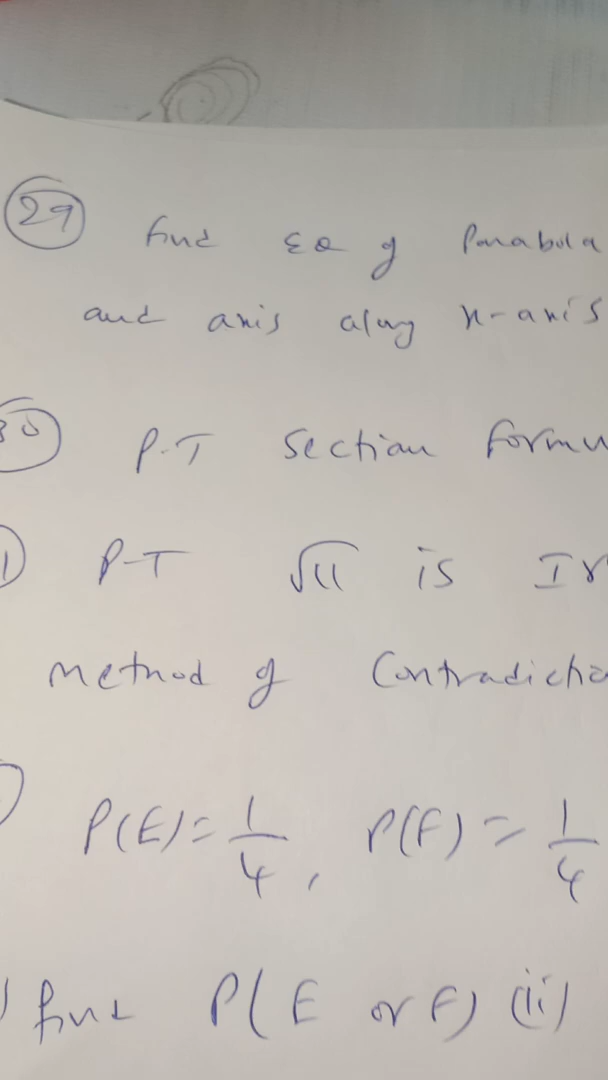 29 find EQ of Parabola
and axis along x-axis
30 P.T Section Formu
1) P-T √11 is Ir
Method of Contradictio
P(E)= 1/4, P(F) = 1/4
) find P(E or F) (ii)